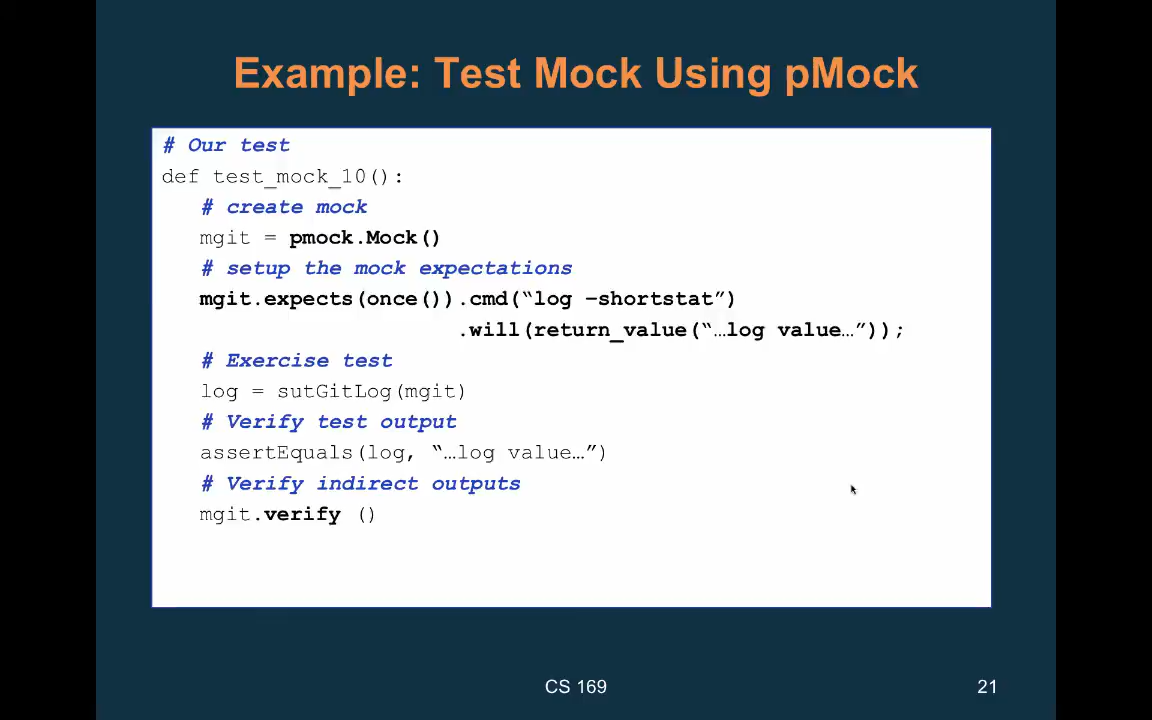 Example: Test Mock Using pMock
# Our test
def test_mock_10():
# create mock
mgit = pmock.Mock()
# setup the mock expectations
mgit.expects(once()).cmd(“log –shortstat”)
.will(return_value(“…log value…”));
# Exercise test
log = sutGitLog(mgit)
# Verify test output
assertEquals(log, “…log value…”)
# Verify indirect outputs
mgit.verify ()
CS 169
21